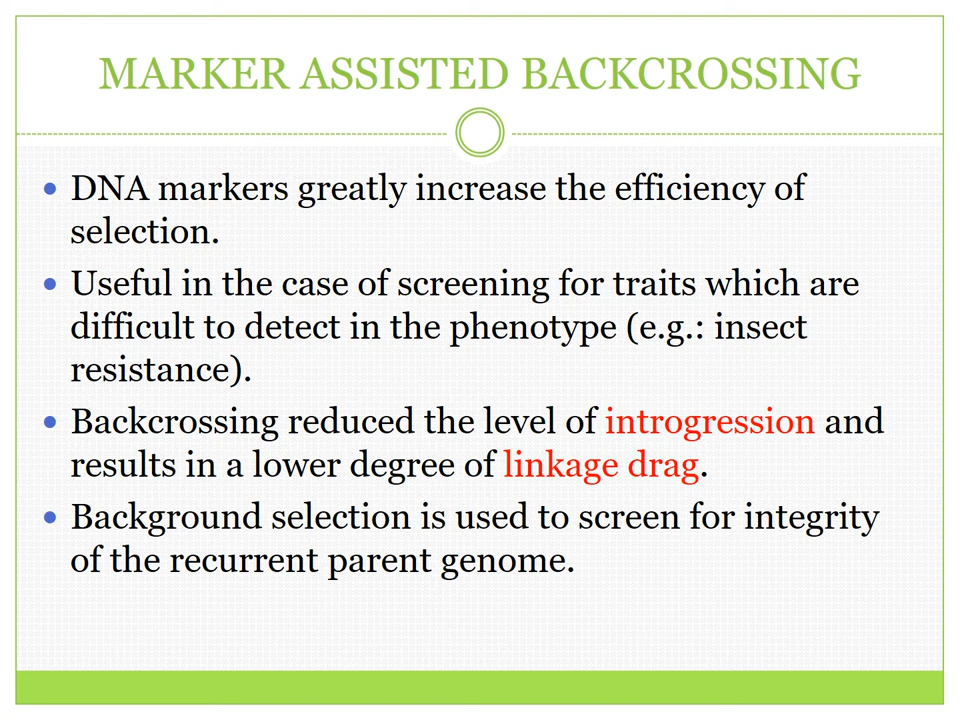 MARKER ASSISTED BACKCROSSING
• DNA markers greatly increase the efficiency of
selection.
• Useful in the case of screening for traits which are
difficult to detect in the phenotype (e.g.: insect
resistance).
• Backcrossing reduced the level of introgression and
results in a lower degree of linkage drag.
• Background selection is used to screen for integrity
of the recurrent parent genome.